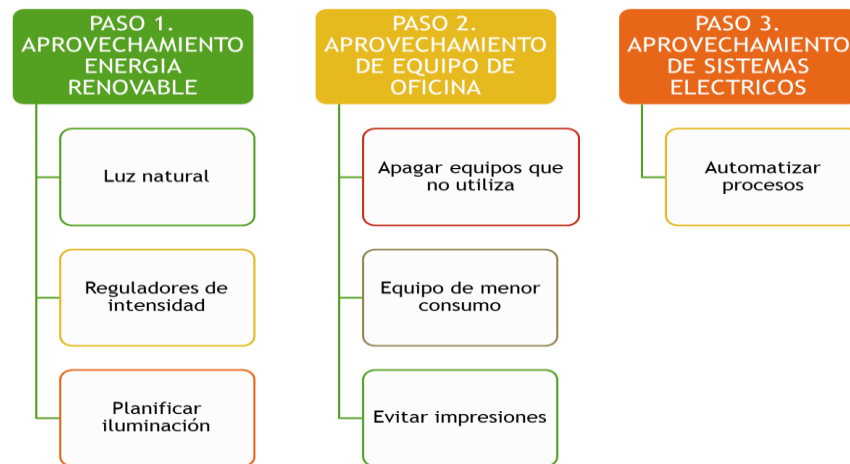 PASO 1.
APROVECHAMIENTO
ENERGIA
RENOVABLE
Luz natural
Reguladores de
intensidad
Planificar
iluminación
PASO 2.
APROVECHAMIENTO
DE EQUIPO DE
OFICINA
Apagar equipos que
no utiliza
Equipo de menor
consumo
Evitar impresiones
PASO 3.
APROVECHAMIENTO
DE SISTEMAS
ELECTRICOS
Automatizar
procesos